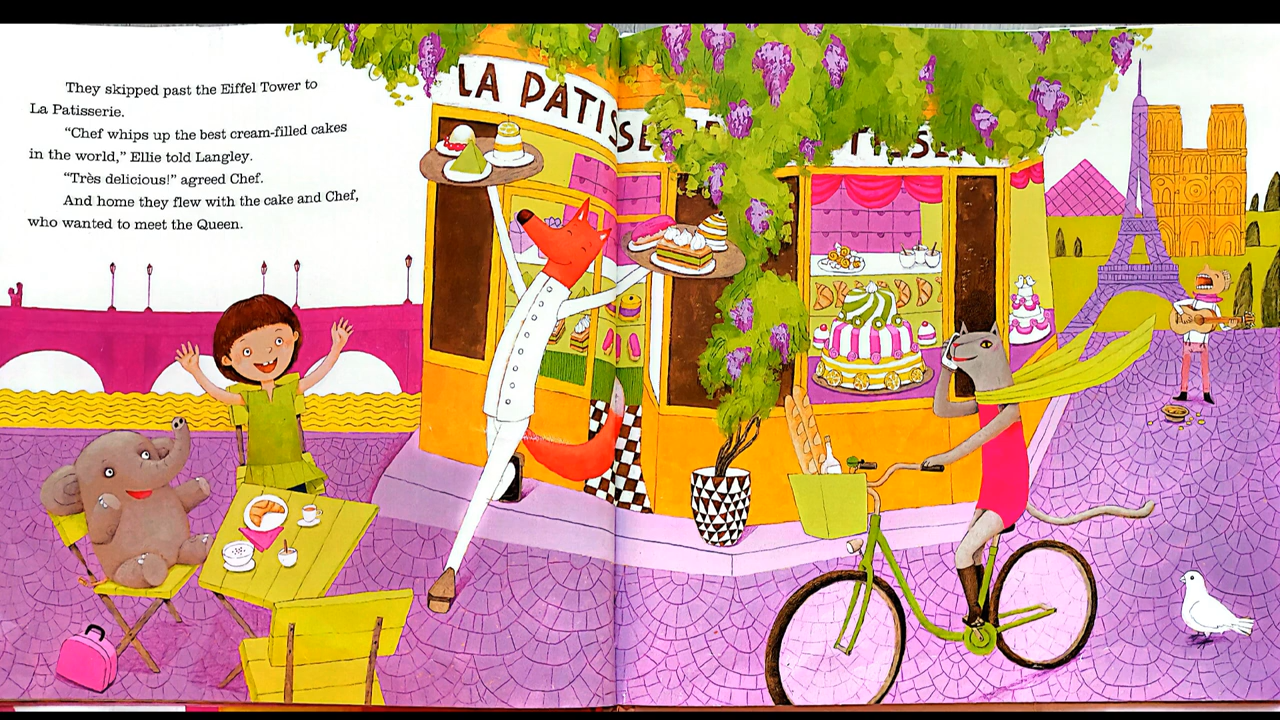 They skipped past the Eiffel Tower to
La Patisserie.
"Chef whips up the best cream-filled cakes
in the world," Ellie told Langley.
"Très delicious!" agreed Chef.
And home they flew with the cake and Chef,
who wanted to meet the Queen.
LA PATISSE